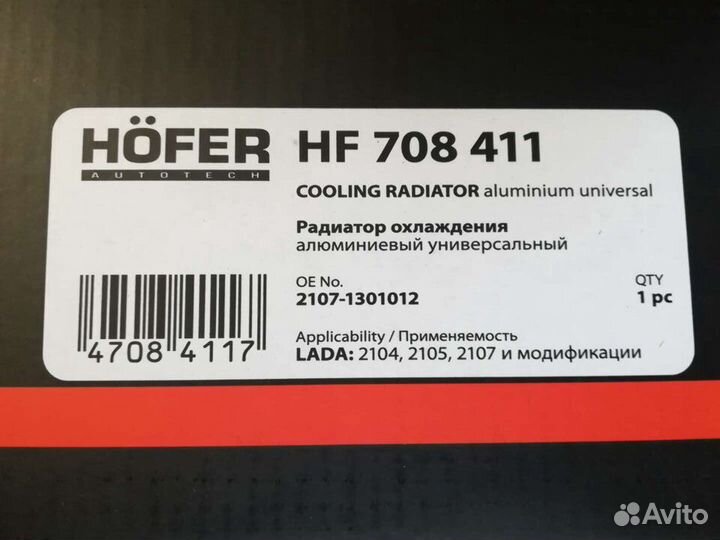 HÖFER
AUTOTECH
HF 708 411
COOLING RADIATOR aluminium universal
Радиатор охлаждения
алюминиевый универсальный
OE No.
2107-1301012
QTY
1 pc
Applicability / Применяемость
LADA: 2104, 2105, 2107 и модификации
4708 4117
Avito